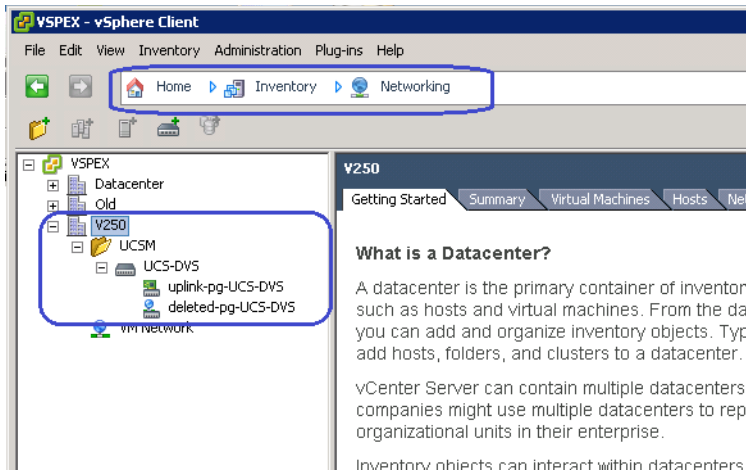 VSPEX - vSphere Client
File Edit View Inventory Administration Plug-ins Help
Home Inventory Networking
VSPEX
Datacenter
Old
V250
UCSM
UCS-DVS
uplink-pg-UCS-DVS
deleted-pg-UCS-DVS
VM Network
V250
Getting Started Summary Virtual Machines Hosts Ne
What is a Datacenter?
A datacenter is the primary container of inventor
such as hosts and virtual machines. From the da
you can add and organize inventory objects. Typ
add hosts, folders, and clusters to a datacenter.
vCenter Server can contain multiple datacenters
companies might use multiple datacenters to rep
organizational units in their enterprise.
Inventory objects can interact within datacenters